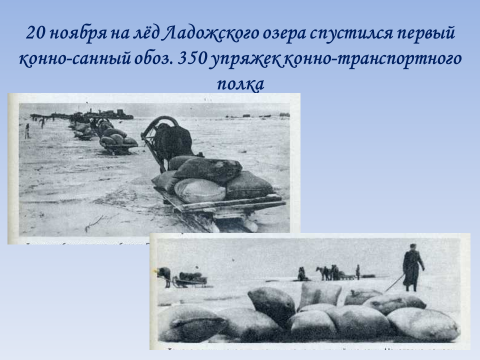 20 ноября на лёд Ладожского озера спустился первый
конно-санный обоз. 350 упряжек конно-транспортного
полка